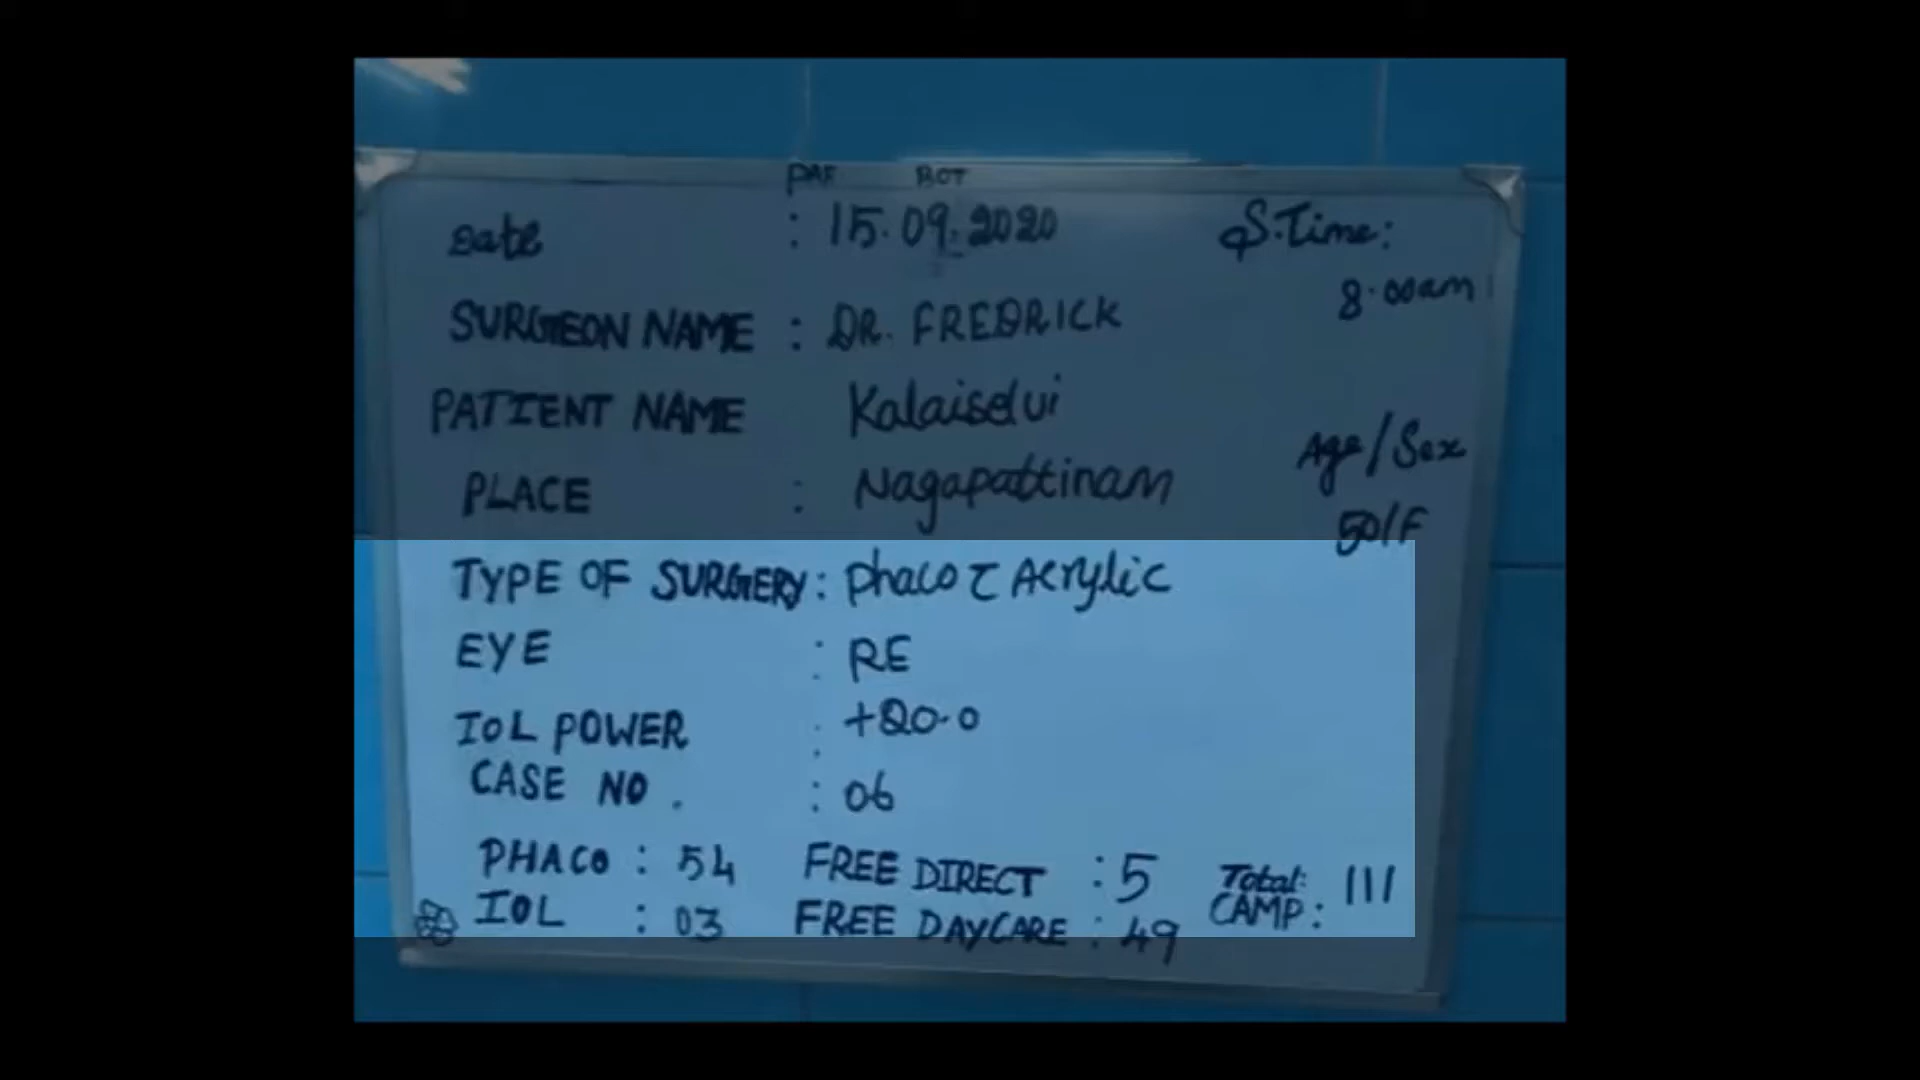 PAE BOT
Date : 15.09.2020 S.Time:
8.00am
SURGEON NAME : DR. FREDRICK
PATIENT NAME Kalaiselvi
Age/Sex
PLACE : Nagapattinam
50/F
TYPE OF SURGERY : Phaco c Acrylic
EYE : RE
IOL POWER : +20.0
CASE NO. : 06
PHACO : 54 FREE DIRECT : 5 Total: 111
IOL : 03 FREE DAYCARE : 49 CAMP: